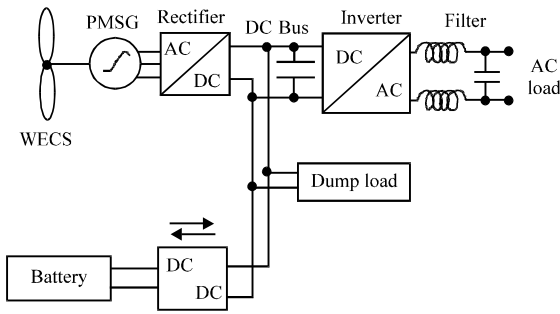 PMSG
Rectifier
DC Bus
Inverter
Filter
AC
DC
DC
AC
AC
load
WECS
Dump load
Battery
DC
DC